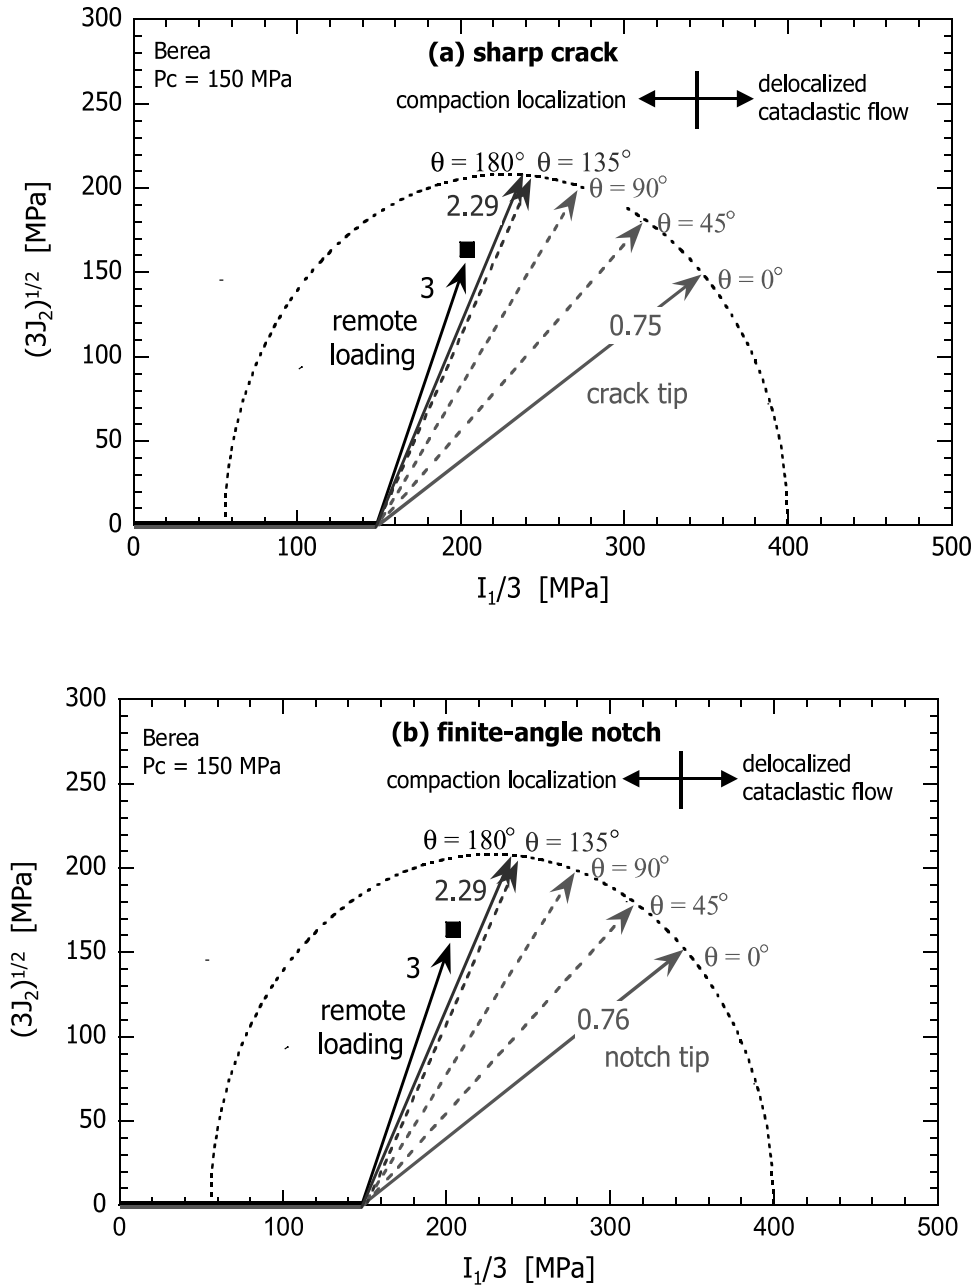 300
Berea
Pc = 150 MPa
(a) sharp crack
compaction localization
delocalized
cataclastic flow
250
θ = 180° θ = 135°
θ = 90°
200
2.29
θ = 45°
θ = 0°
150
3
0.75
remote
loading
100
crack tip
50
0
(3J₂)^1/2 [MPa]
0 100 200 300 400 500
I₁/3 [MPa]
300
Berea
Pc = 150 MPa
(b) finite-angle notch
compaction localization
delocalized
cataclastic flow
250
θ = 180° θ = 135°
θ = 90°
200
2.29
θ = 45°
150
θ = 0°
3
0.76
remote
loading
notch tip
100
50
0
(3J₂)^1/2 [MPa]
0 100 200 300 400 500
I₁/3 [MPa]